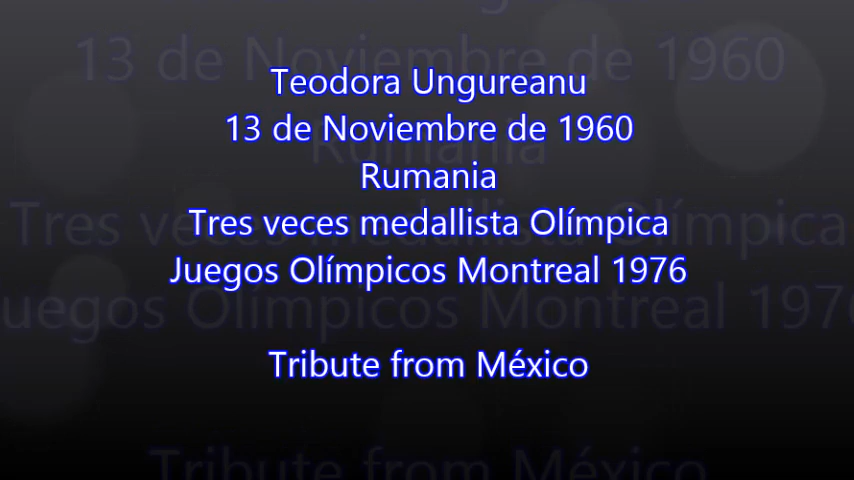 Teodora Ungureanu
13 de Noviembre de 1960
Rumania
Tres veces medallista Olímpica
Juegos Olímpicos Montreal 1976
Tribute from México